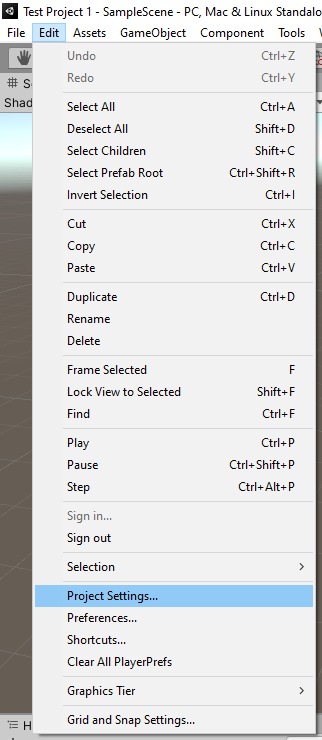 Test Project 1 - SampleScene - PC, Mac & Linux Standalo
File Edit Assets GameObject Component Tools
Shad
Undo Ctrl+Z
Redo Ctrl+Y
Select All Ctrl+A
Deselect All Shift+D
Select Children Shift+C
Select Prefab Root Ctrl+Shift+R
Invert Selection Ctrl+I
Cut Ctrl+X
Copy Ctrl+C
Paste Ctrl+V
Duplicate Ctrl+D
Rename
Delete
Frame Selected F
Lock View to Selected Shift+F
Find Ctrl+F
Play Ctrl+P
Pause Ctrl+Shift+P
Step Ctrl+Alt+P
Sign in...
Sign out
Selection
Project Settings...
Preferences...
Shortcuts...
Clear All PlayerPrefs
Graphics Tier
Grid and Snap Settings...